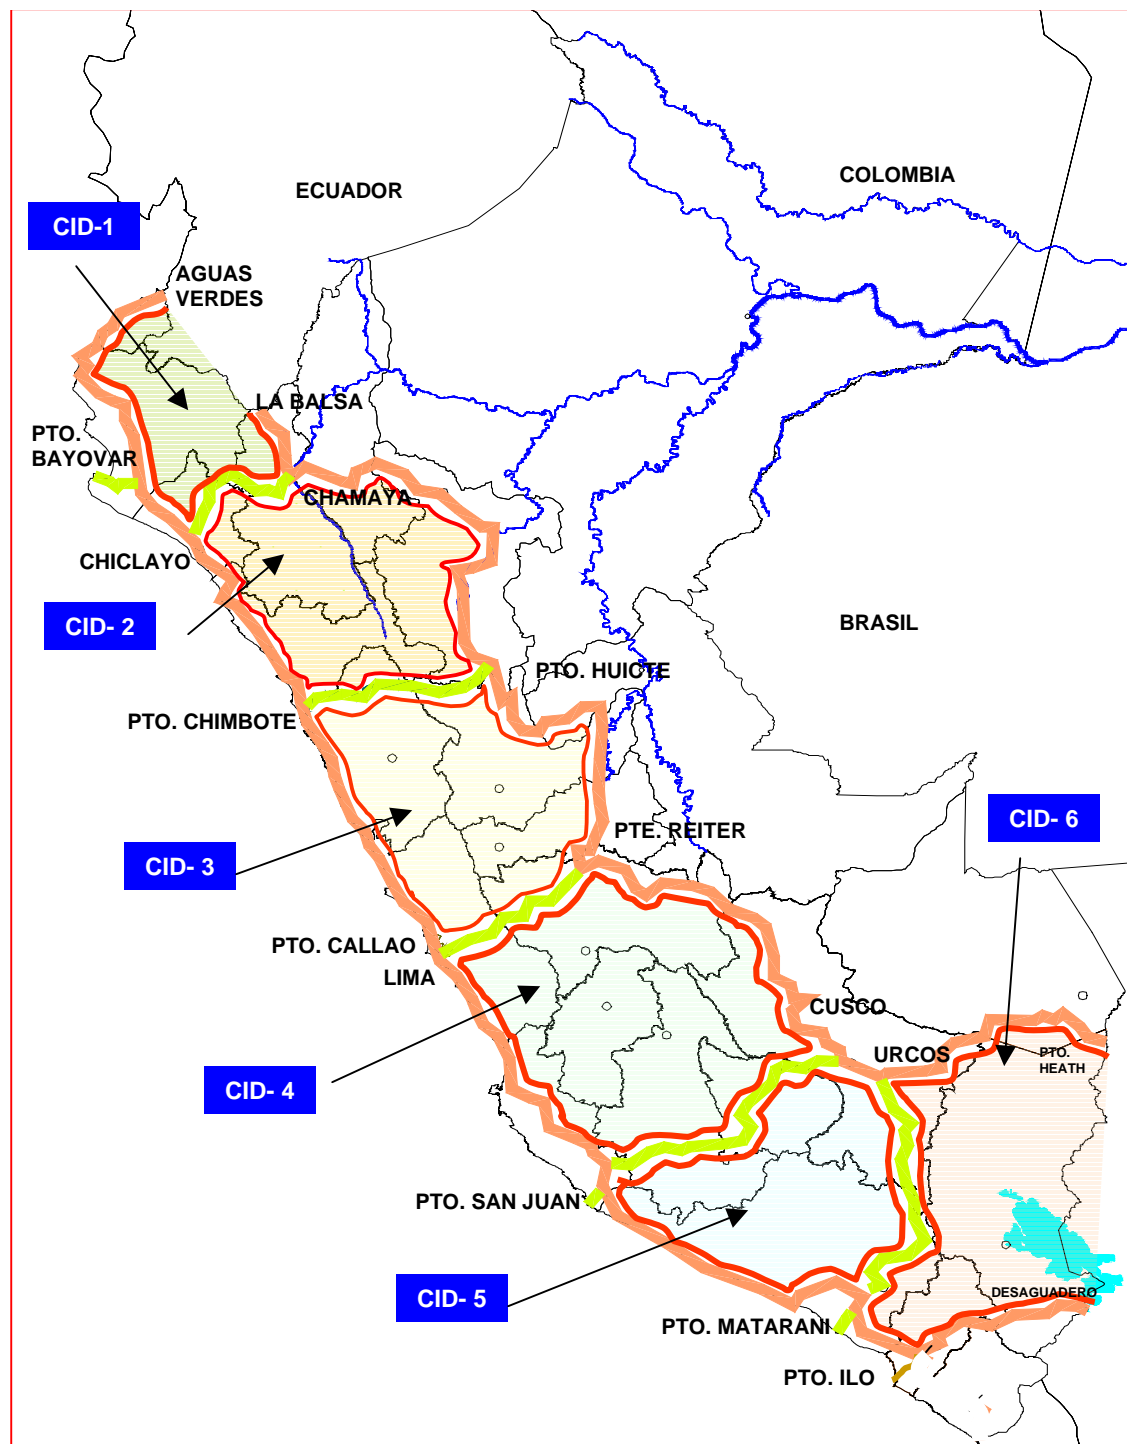 COLOMBIA
ECUADOR
CID-1
AGUAS
VERDES
LA BALSA
PTO.
BAYOVAR
CHAMAYA
CHICLAYO
CID- 2
BRASIL
PTO. HUICTE
PTO. CHIMBOTE
CID- 6
PTE. REITER
CID- 3
PTO. CALLAO
LIMA
CUSCO
URCOS
PTO.
HEATH
CID- 4
PTO. SAN JUAN
CID- 5
DESAGUADERO
PTO. MATARANI
PTO. ILO